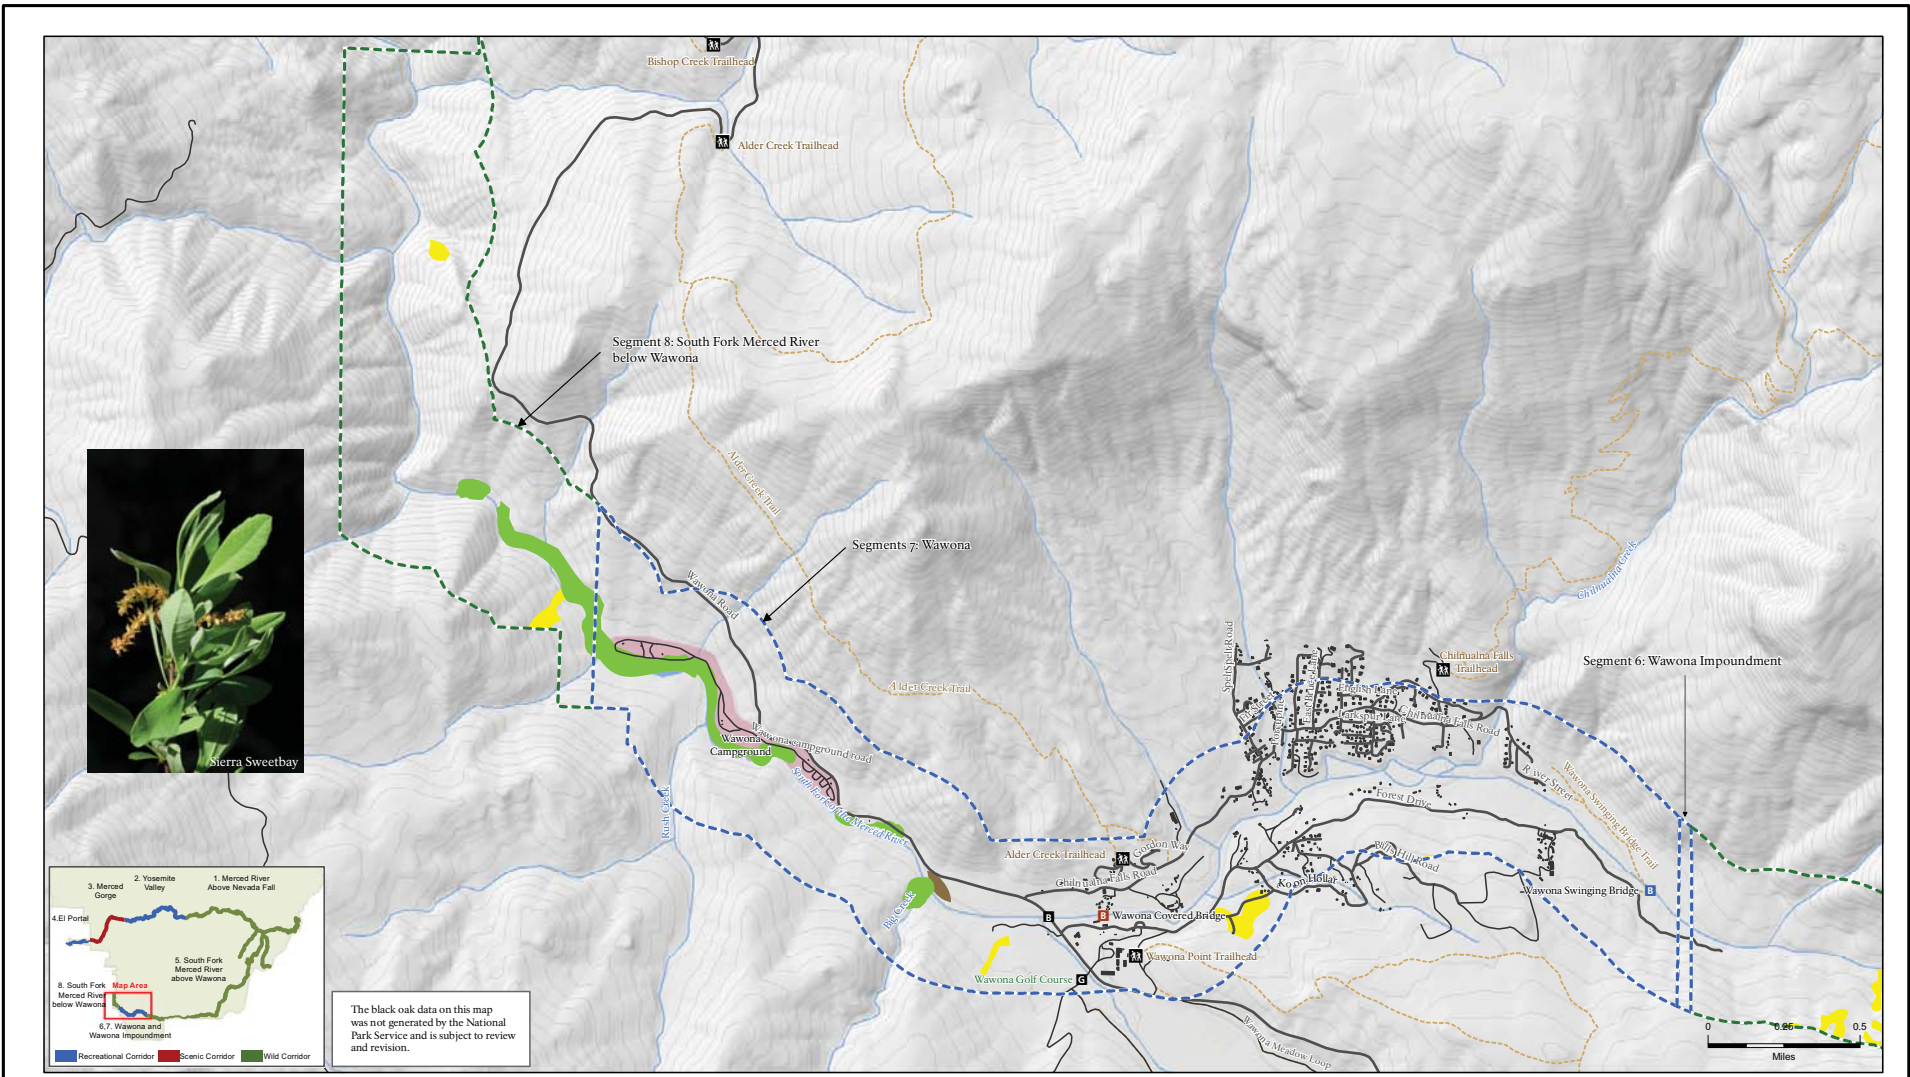 Bishop Creek Trailhead
Alder Creek Trailhead
Segment 8: South Fork Merced River
below Wawona
Alder Creek Trail
Segments 7: Wawona
Wawona Road
Chilnualna Creek
Alder Creek Trail
Spelt Spelt Road
Chilnualna Falls
Trailhead
Segment 6: Wawona Impoundment
English Lane
Larkspur Lane
Chilnualna Falls Road
Wawona campground road
Wawona
Campground
South Fork of the Merced River
Sierra Sweetbay
Rush Creek
River Street
Wawona Swinging Bridge Trail
Forest Drive
Alder Creek Trailhead
Gordon Way
Chilnualna Falls Road
Koon Hollar
Wawona Swinging Bridge
B
B
B
Wawona Covered Bridge
Big Creek
Wawona Point Trailhead
Wawona Golf Course
G
Wawona Meadow Loop
0
0.25
0.5
Miles
1. Merced River
Above Nevada Fall
2. Yosemite
Valley
3. Merced
Gorge
4.El Portal
5. South Fork
Merced River
above Wawona
8. South Fork
Merced River
below Wawona
Map Area
6,7. Wawona and
Wawona Impoundment
Recreational Corridor
Scenic Corridor
Wild Corridor
The black oak data on this map
was not generated by the National
Park Service and is subject to review
and revision.